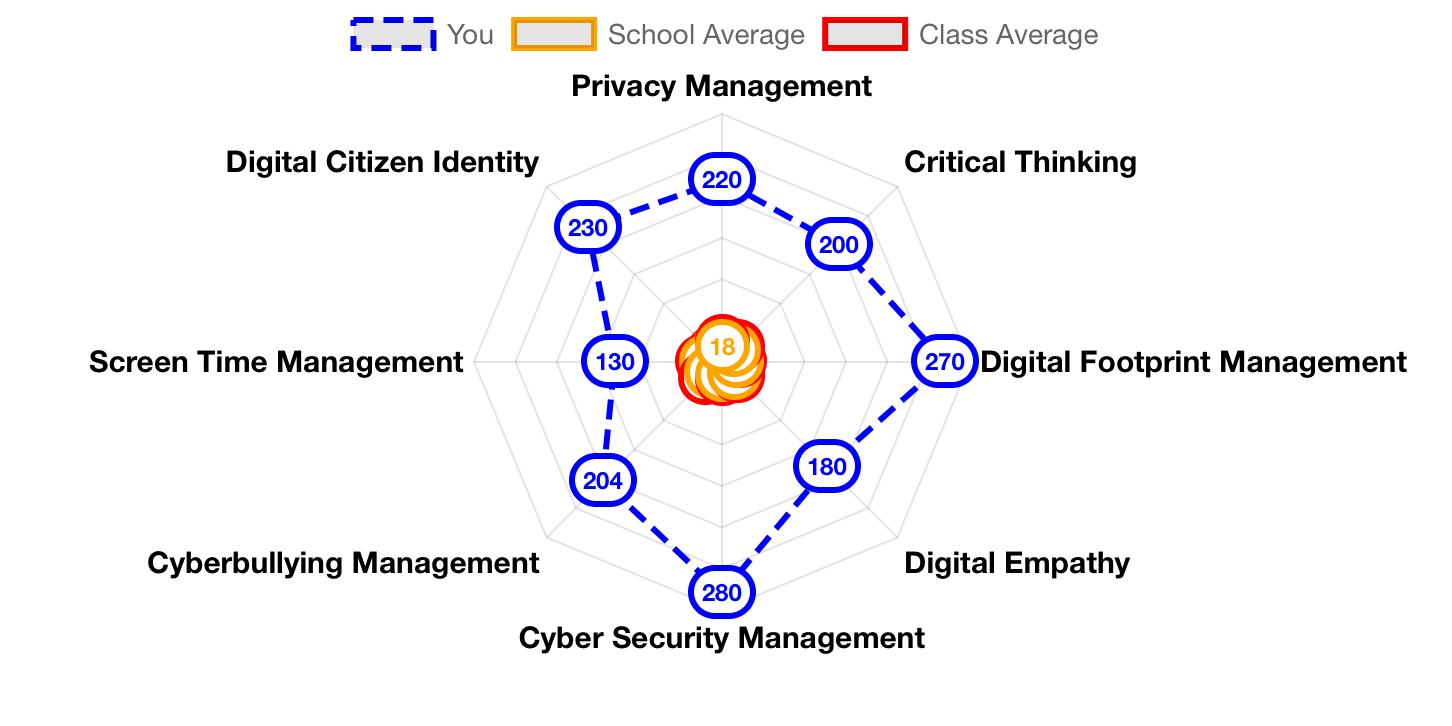 You School Average Class Average
Privacy Management
Digital Citizen Identity Critical Thinking
220
230
200
Screen Time Management 130 18 270 Digital Footprint Management
180
204
Cyberbullying Management Digital Empathy
280
Cyber Security Management